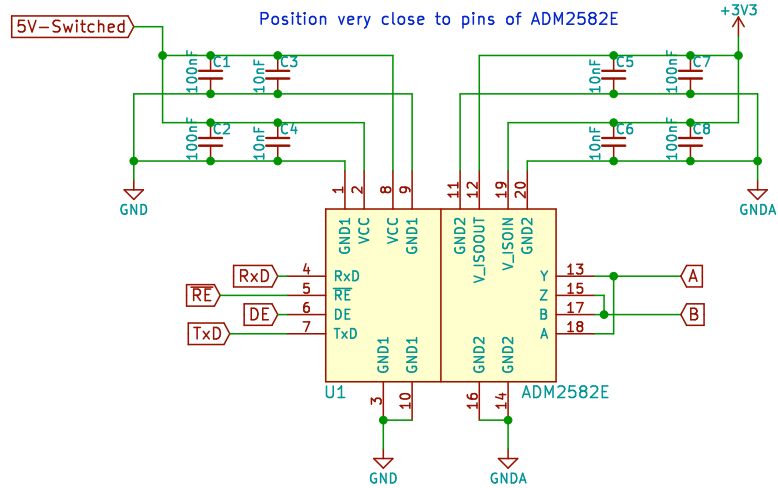 Position very close to pins of ADM2582E
5V-Switched
+3V3
100nF C1
10nF C3
10nF C5
100nF C7
100nF C2
10nF C4
10nF C6
100nF C8
GND
GNDA
1 2 8 9 11 12 19 20
GND1 VCC VCC GND1 GND2 V_ISOOUT V_ISOIN GND2
RxD 4 RxD
RE 5 RE
DE 6 DE
TxD 7 TxD
Y 13 A
Z 15
B 17 B
A 18
GND1 GND1 GND2 GND2
U1 ADM2582E
3 10 16 14
GND
GNDA